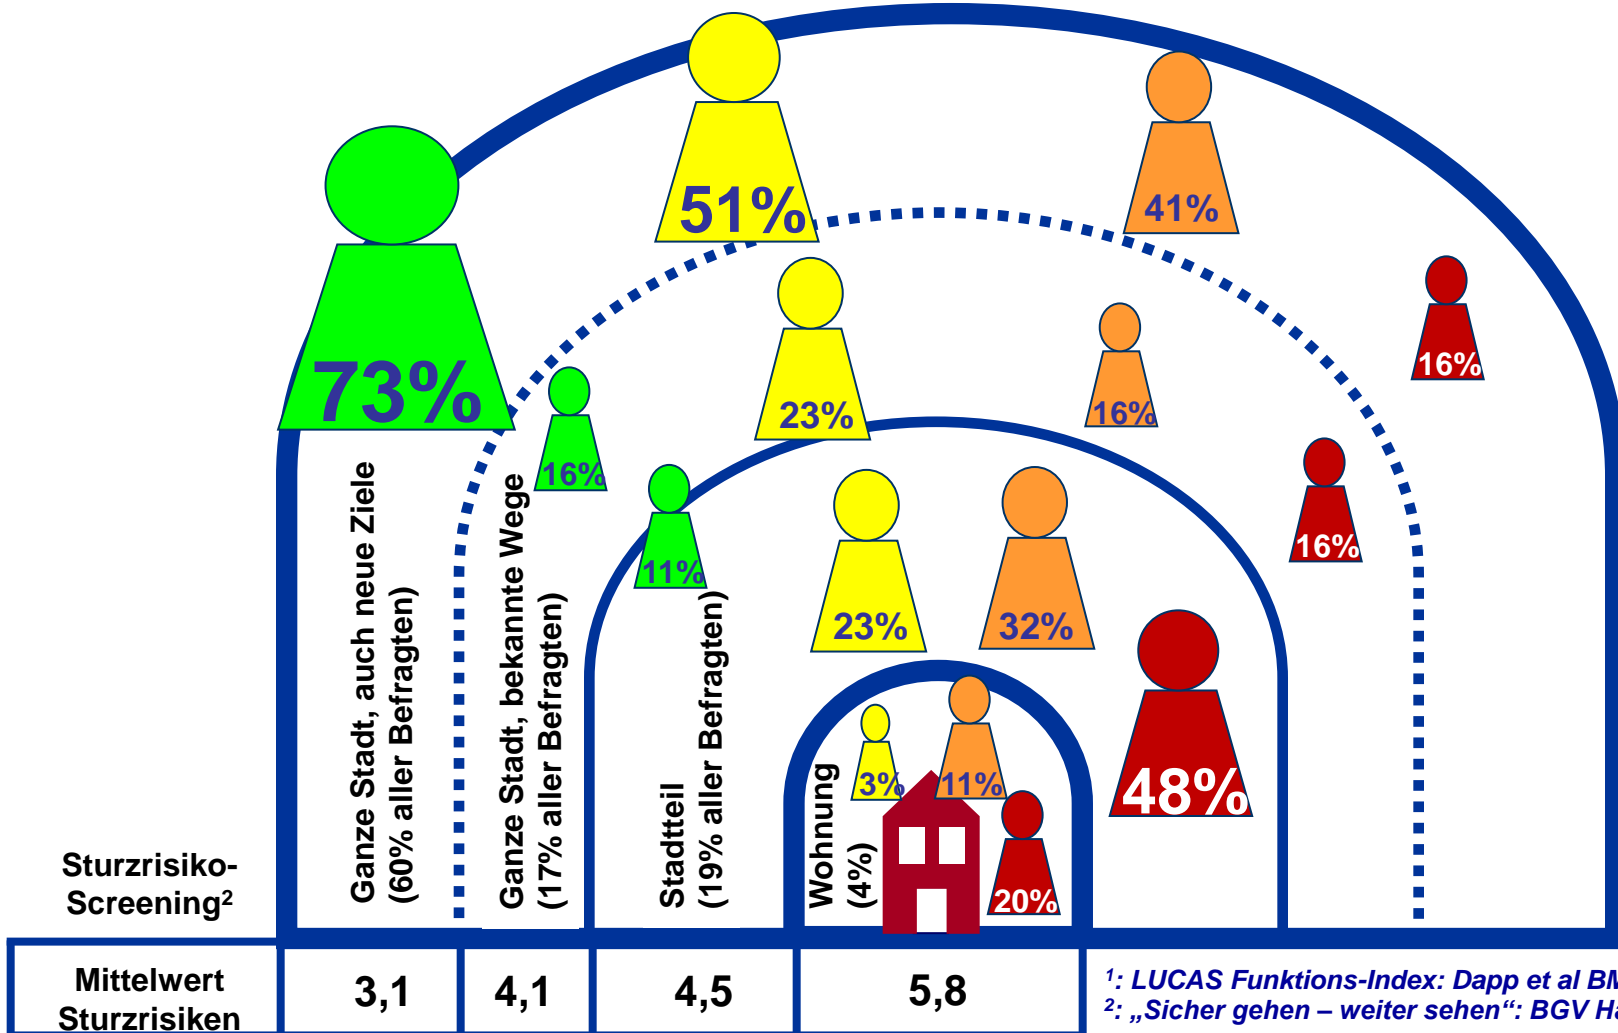 51%
41%
73%
23%
16%
16%
16%
11%
16%
23%
32%
48%
3%
11%
20%
Ganze Stadt, auch neue Ziele
(60% aller Befragten)
Ganze Stadt, bekannte Wege
(17% aller Befragten)
Stadtteil
(19% aller Befragten)
Wohnung
(4%)
Sturzrisiko-
Screening²
Mittelwert
Sturzrisiken
3,1
4,1
4,5
5,8
¹: LUCAS Funktions-Index: Dapp et al
²: „Sicher gehen – weiter sehen“: BGV